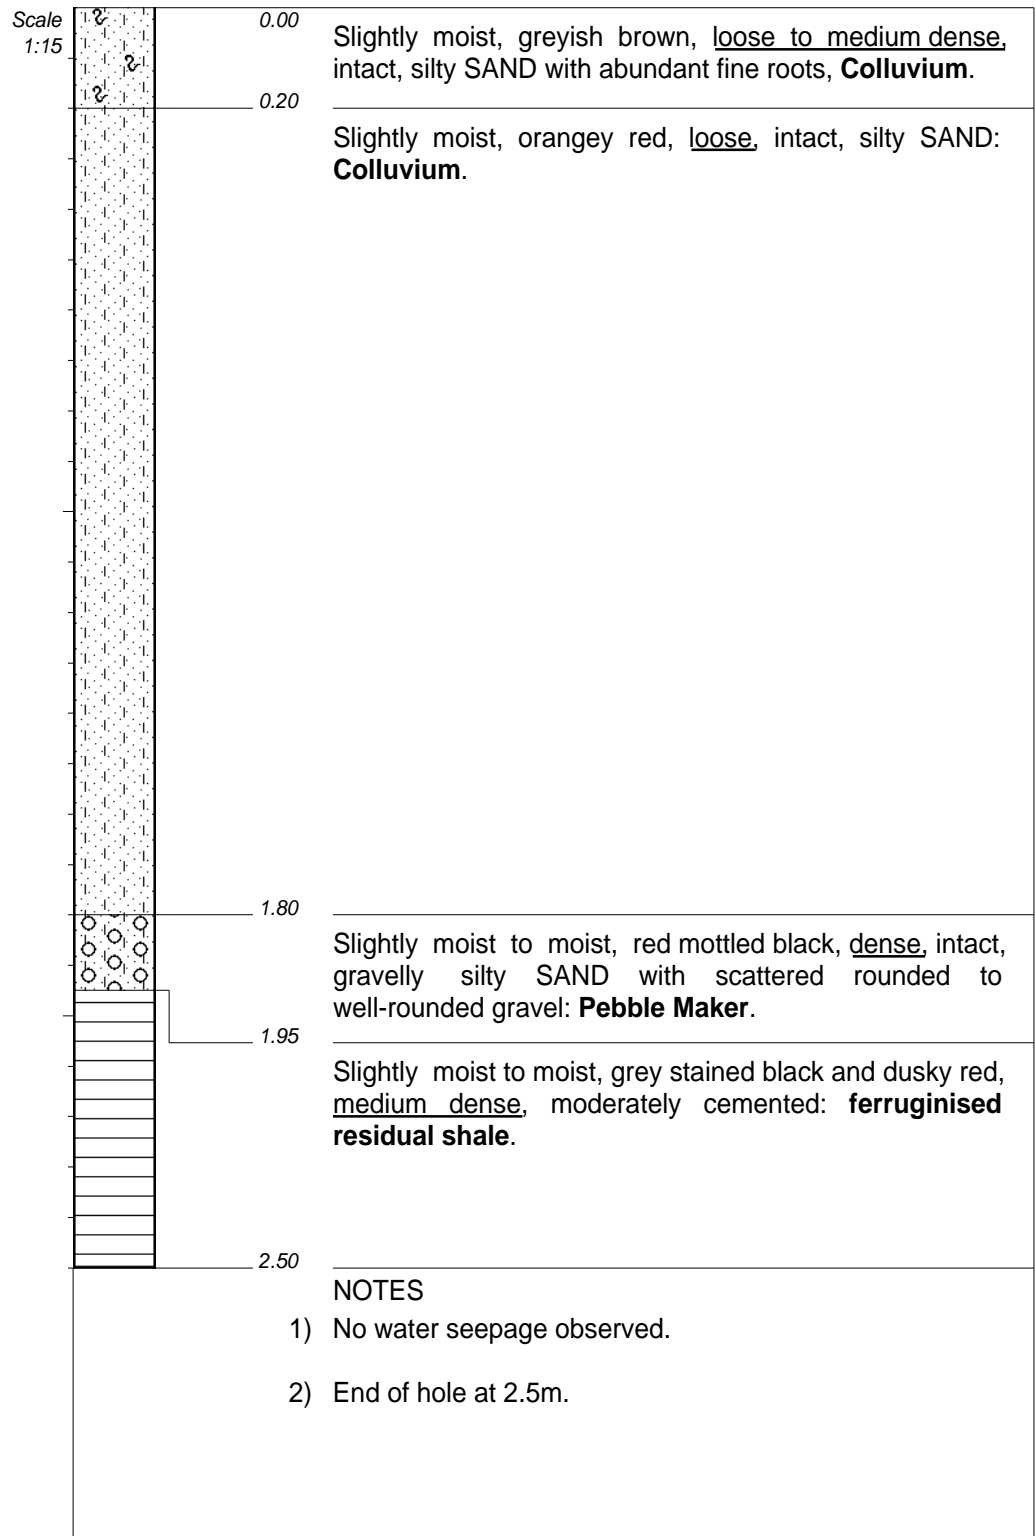 Scale
1:15
0.00
Slightly moist, greyish brown, loose to medium dense,
intact, silty SAND with abundant fine roots, Colluvium.
0.20
Slightly moist, orangey red, loose, intact, silty SAND:
Colluvium.
1.80
Slightly moist to moist, red mottled black, dense, intact,
gravelly silty SAND with scattered rounded to
well-rounded gravel: Pebble Maker.
1.95
Slightly moist to moist, grey stained black and dusky red,
medium dense, moderately cemented: ferruginised
residual shale.
2.50
NOTES
1) No water seepage observed.
2) End of hole at 2.5m.